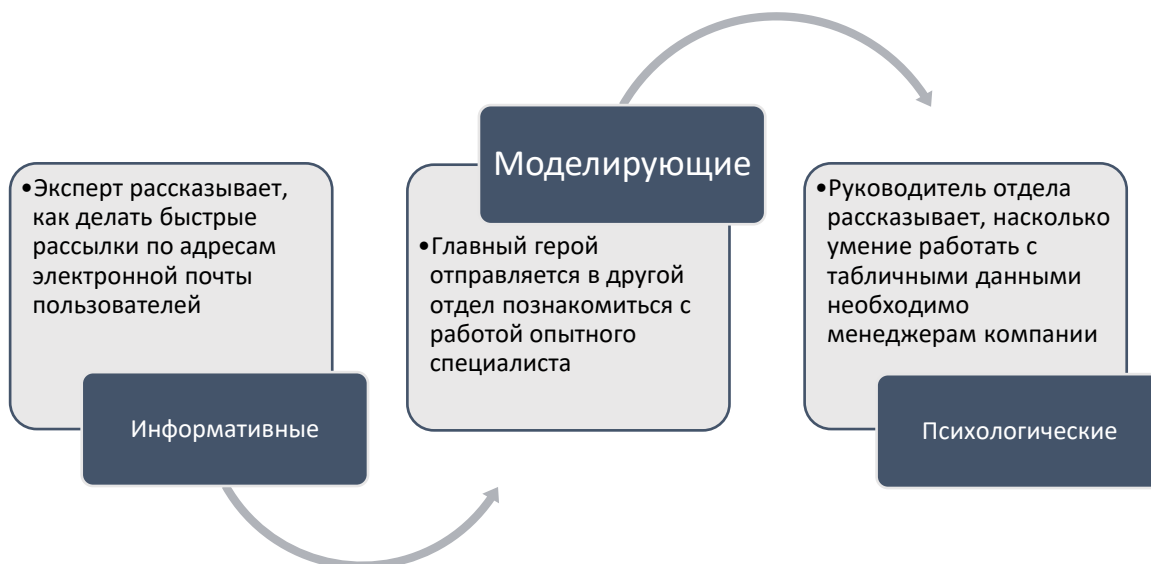 •Эксперт рассказывает,
как делать быстрые
рассылки по адресам
электронной почты
пользователей
Информативные
Моделирующие
•Главный герой
отправляется в другой
отдел познакомиться с
работой опытного
специалиста
•Руководитель отдела
рассказывает, насколько
умение работать с
табличными данными
необходимо
менеджерам компании
Психологические